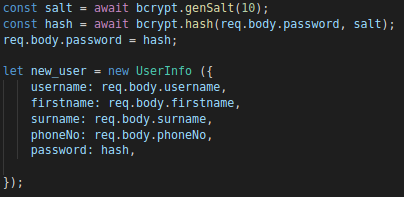 const salt = await bcrypt.genSalt(10);
const hash = await bcrypt.hash(req.body.password, salt);
req.body.password = hash;
let new_user = new UserInfo ({
username: req.body.username,
firstname: req.body.firstname,
surname: req.body.surname,
phoneNo: req.body.phoneNo,
password: hash,
});